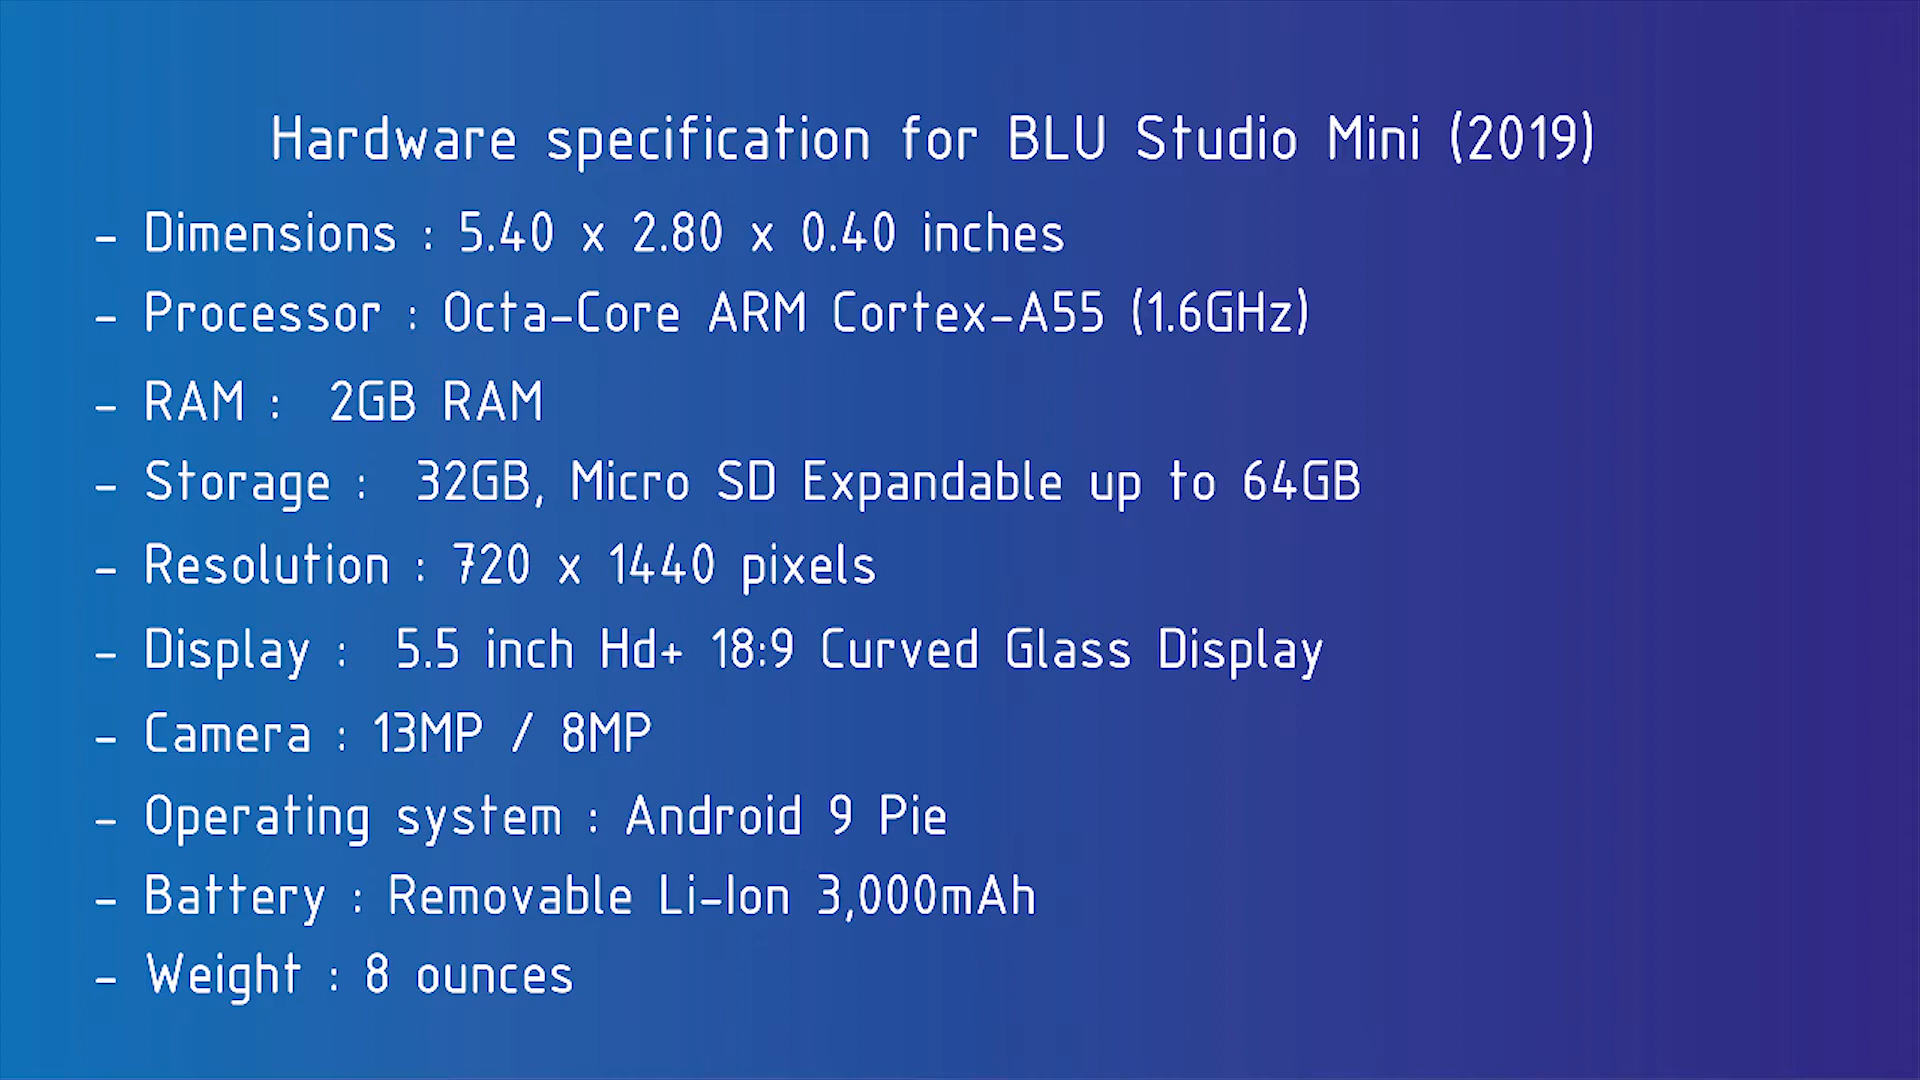 Hardware specification for BLU Studio Mini (2019)
- Dimensions : 5.40 x 2.80 x 0.40 inches
- Processor : Octa-Core ARM Cortex-A55 (1.6GHz)
- RAM : 2GB RAM
- Storage : 32GB, Micro SD Expandable up to 64GB
- Resolution : 720 x 1440 pixels
- Display : 5.5 inch Hd+ 18:9 Curved Glass Display
- Camera : 13MP / 8MP
- Operating system : Android 9 Pie
- Battery : Removable Li-Ion 3,000mAh
- Weight : 8 ounces